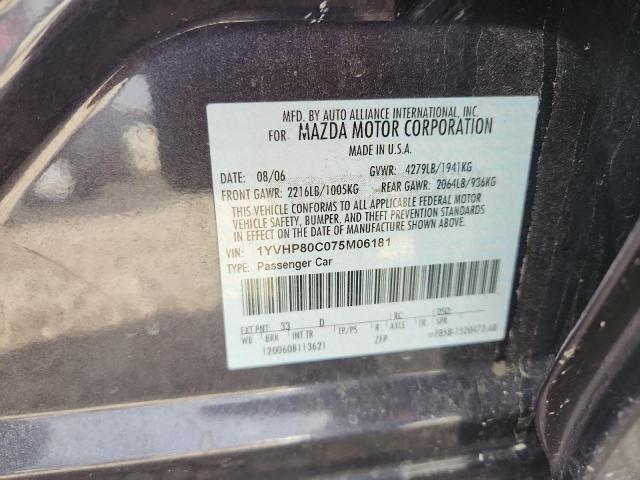 MFD. BY AUTO ALLIANCE INTERNATIONAL, INC.
FOR MAZDA MOTOR CORPORATION
MADE IN U.S.A.
DATE: 08/06 GVWR: 4279LB/1941KG
FRONT GAWR: 2216LB/1005KG REAR GAWR: 2064LB/936KG
THIS VEHICLE CONFORMS TO ALL APPLICABLE FEDERAL MOTOR
VEHICLE SAFETY, BUMPER, AND THEFT PREVENTION STANDARDS
IN EFFECT ON THE DATE OF MANUFACTURE SHOWN ABOVE.
VIN: 1YVHP80C075M06181
TYPE: Passenger Car
EXT PNT: 33 D RC: DSO:
WB BRK INT TR TP/PS R AXLE TR SPR
1200608113621 ZFP